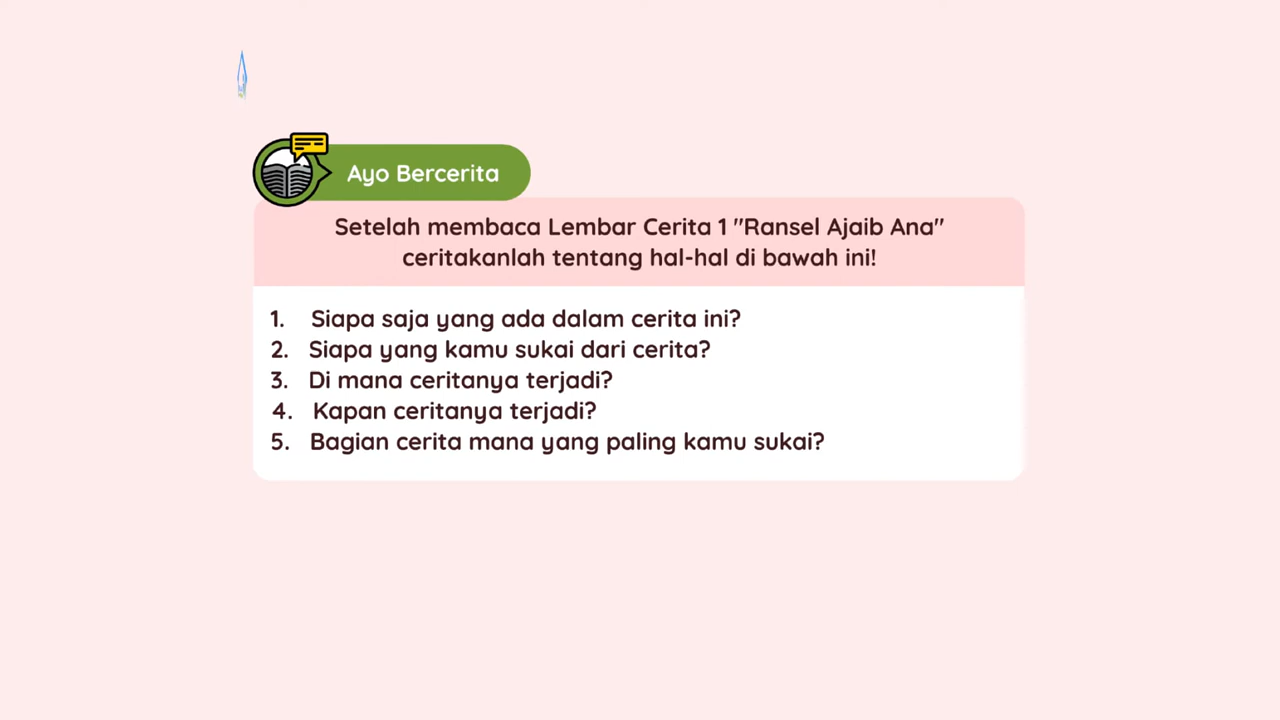 Ayo Bercerita
Setelah membaca Lembar Cerita 1 "Ransel Ajaib Ana"
ceritakanlah tentang hal-hal di bawah ini!
1. Siapa saja yang ada dalam cerita ini?
2. Siapa yang kamu sukai dari cerita?
3. Di mana ceritanya terjadi?
4. Kapan ceritanya terjadi?
5. Bagian cerita mana yang paling kamu sukai?